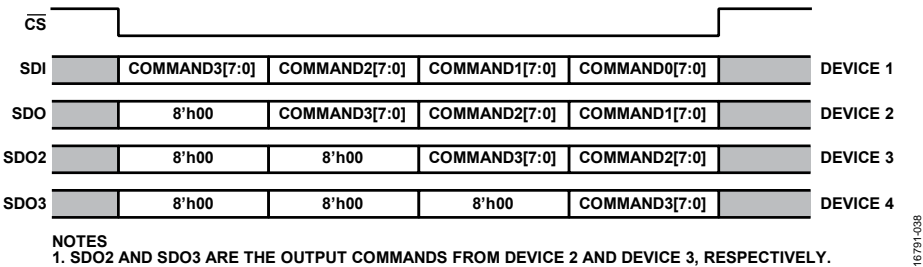 CS
SDI COMMAND3[7:0] COMMAND2[7:0] COMMAND1[7:0] COMMAND0[7:0] DEVICE 1
SDO 8’h00 COMMAND3[7:0] COMMAND2[7:0] COMMAND1[7:0] DEVICE 2
SDO2 8’h00 8’h00 COMMAND3[7:0] COMMAND2[7:0] DEVICE 3
SDO3 8’h00 8’h00 8’h00 COMMAND3[7:0] DEVICE 4
NOTES
1. SDO2 AND SDO3 ARE THE OUTPUT COMMANDS FROM DEVICE 2 AND DEVICE 3, RESPECTIVELY.
16791-038